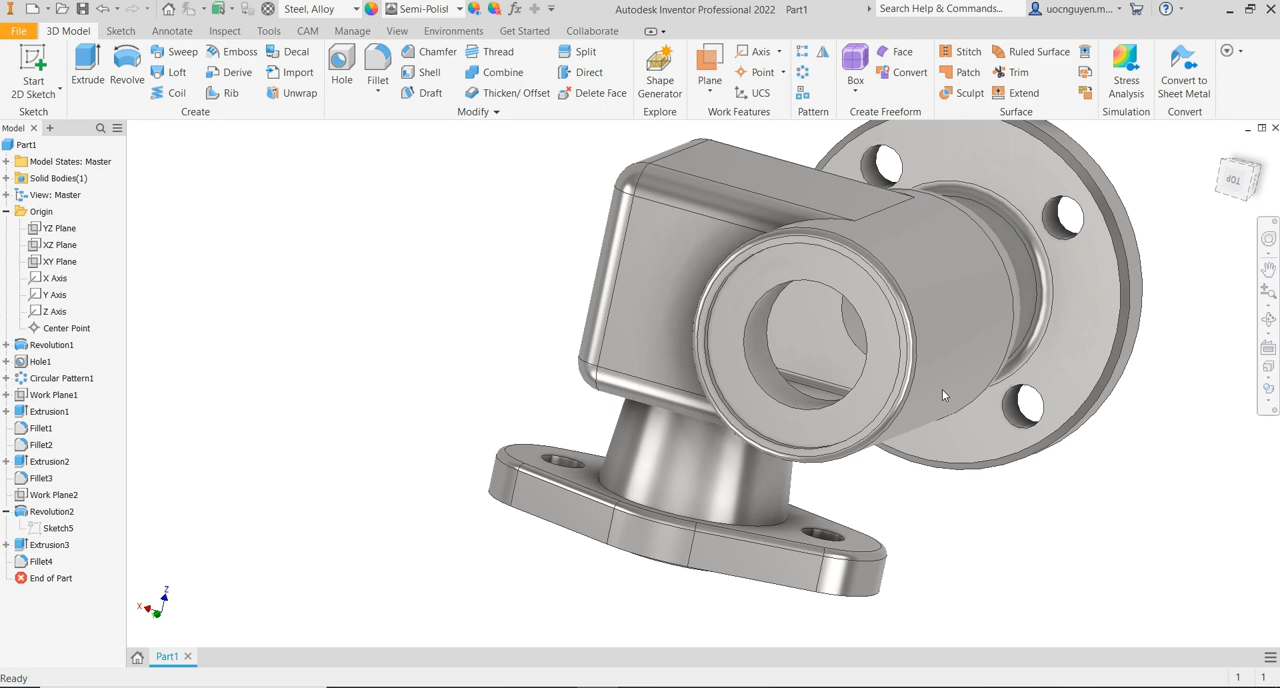 Steel, Alloy
Semi-Polisl
Autodesk Inventor Professional 2022 Part1
Search Help & Commands...
uocnguyen.m...
File
3D Model
Sketch
Annotate
Inspect
Tools
CAM
Manage
View
Environments
Get Started
Collaborate
Start
2D Sketch
Sketch
Extrude
Revolve
Sweep
Emboss
Decal
Loft
Derive
Import
Coil
Rib
Unwrap
Create
Hole
Fillet
Chamfer
Thread
Split
Shell
Combine
Direct
Draft
Thicken/ Offset
Delete Face
Modify
Shape
Generator
Explore
Plane
Axis
Point
UCS
Work Features
Pattern
Box
Face
Convert
Create Freeform
Stitch
Ruled Surface
Patch
Trim
Sculpt
Extend
Surface
Stress
Analysis
Simulation
Convert to
Sheet Metal
Convert
Model
Part1
Model States: Master
Solid Bodies(1)
View: Master
Origin
YZ Plane
XZ Plane
XY Plane
X Axis
Y Axis
Z Axis
Center Point
Revolution1
Hole1
Circular Pattern1
Work Plane1
Extrusion1
Fillet1
Fillet2
Extrusion2
Fillet3
Work Plane2
Revolution2
Sketch5
Extrusion3
Fillet4
End of Part
TOP
Z
X
Part1
Ready
1 1